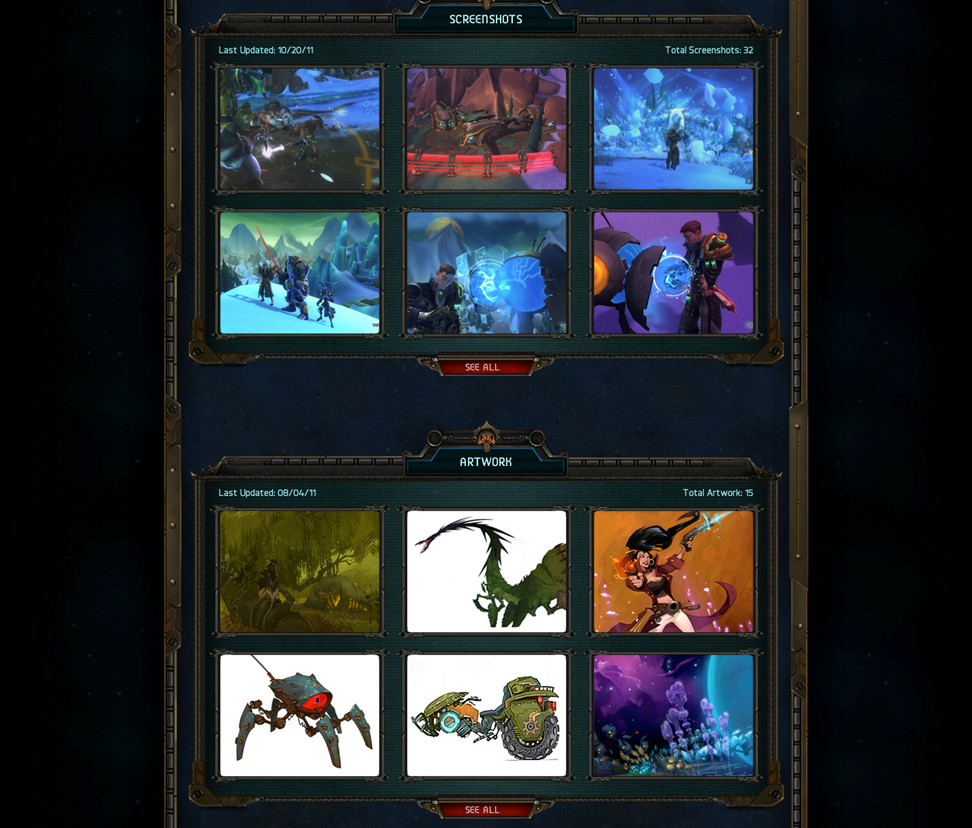 SCREENSHOTS
Last Updated: 10/20/11
Total Screenshots: 32
SEE ALL
ARTWORK
Last Updated: 08/04/11
Total Artwork: 15
SEE ALL